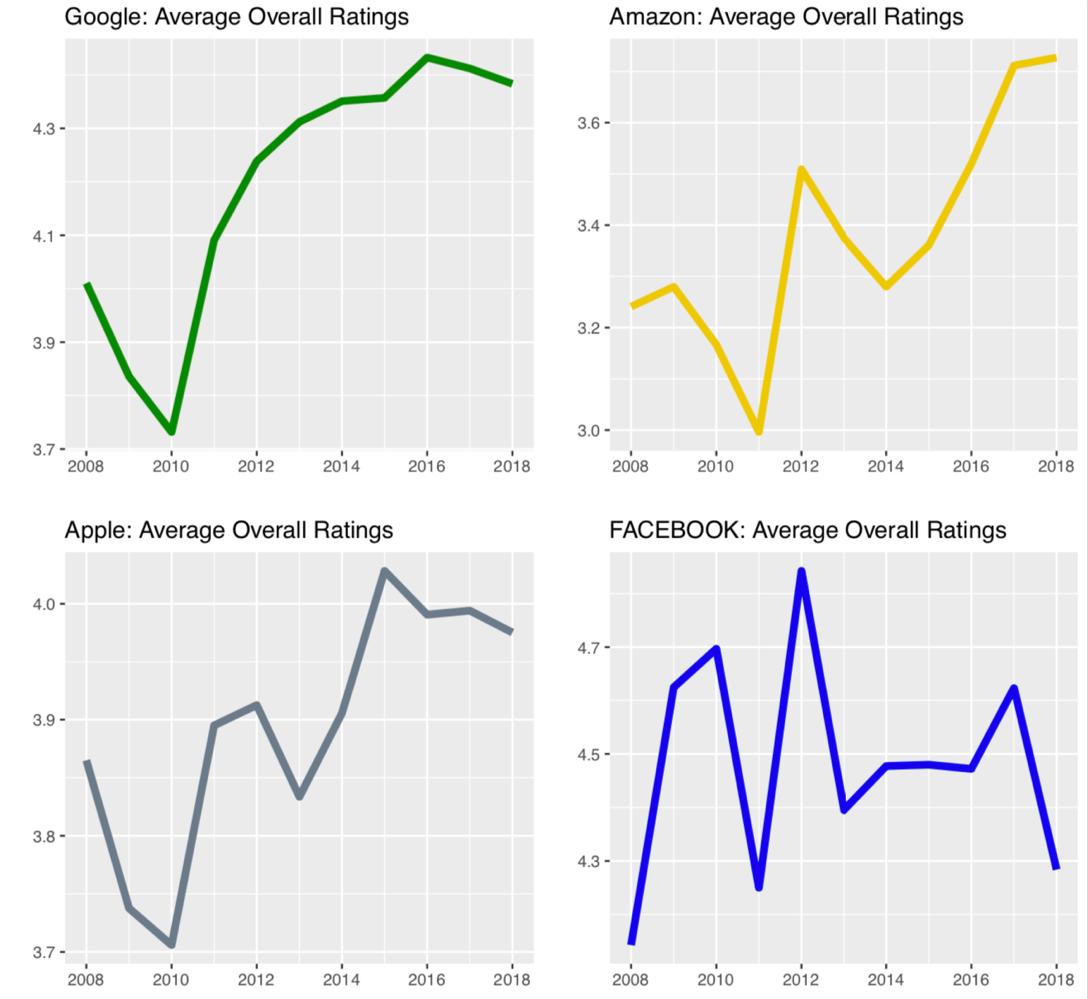 Google: Average Overall Ratings
4.3
4.1
3.9
3.7
2008 2010 2012 2014 2016 2018
Amazon: Average Overall Ratings
3.6
3.4
3.2
3.0
2008 2010 2012 2014 2016 2018
Apple: Average Overall Ratings
4.0
3.9
3.8
3.7
2008 2010 2012 2014 2016 2018
FACEBOOK: Average Overall Ratings
4.7
4.5
4.3
2008 2010 2012 2014 2016 2018